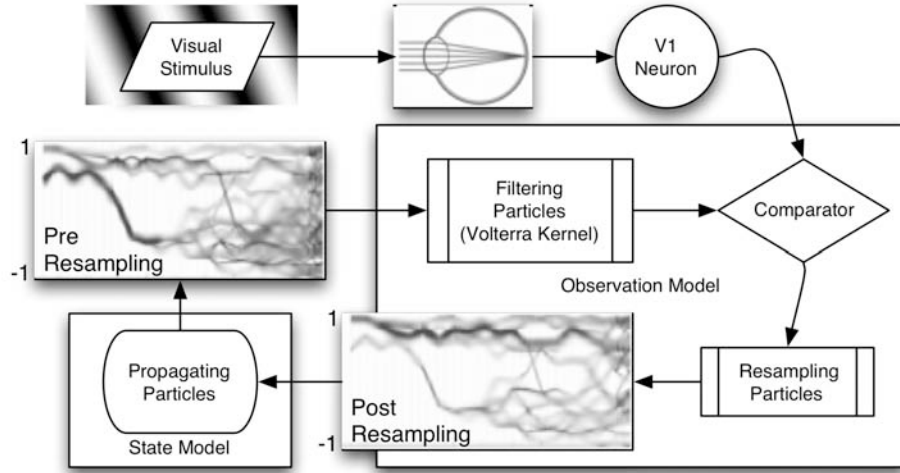 Visual
Stimulus
V1
Neuron
1
Pre
Resampling
-1
Filtering
Particles
(Volterra Kernel)
Comparator
Observation Model
Propagating
Particles
State Model
1
Post
Resampling
-1
Resampling
Particles